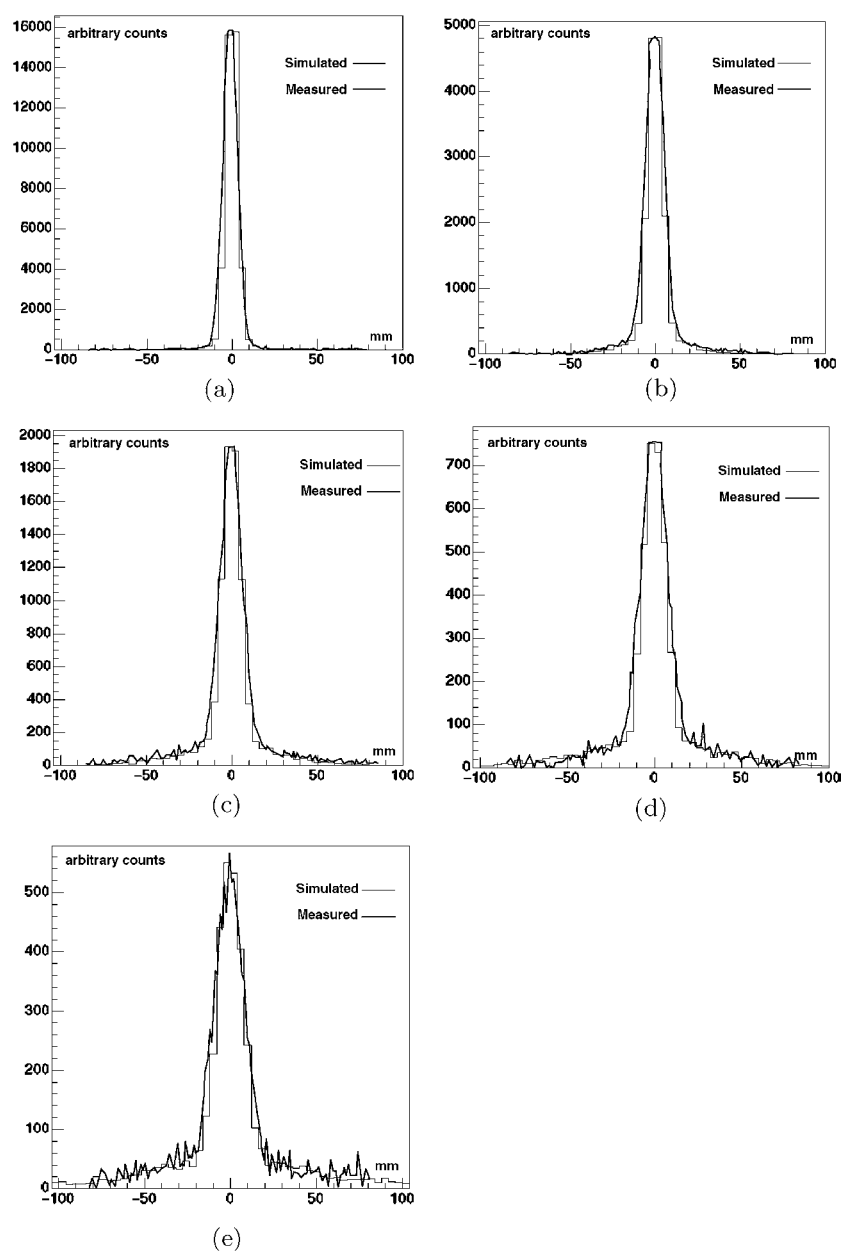 arbitrary counts
Simulated
Measured
16000
14000
12000
10000
8000
6000
4000
2000
0
mm
−100 −50 0 50 100
(a)
arbitrary counts
Simulated
Measured
5000
4000
3000
2000
1000
0
mm
−100 −50 0 50 100
(b)
arbitrary counts
Simulated
Measured
2000
1800
1600
1400
1200
1000
800
600
400
200
0
mm
−100 −50 0 50 100
(c)
arbitrary counts
Simulated
Measured
700
600
500
400
300
200
100
0
mm
−100 −50 0 50 100
(d)
arbitrary counts
Simulated
Measured
500
400
300
200
100
0
mm
−100 −50 0 50 100
(e)